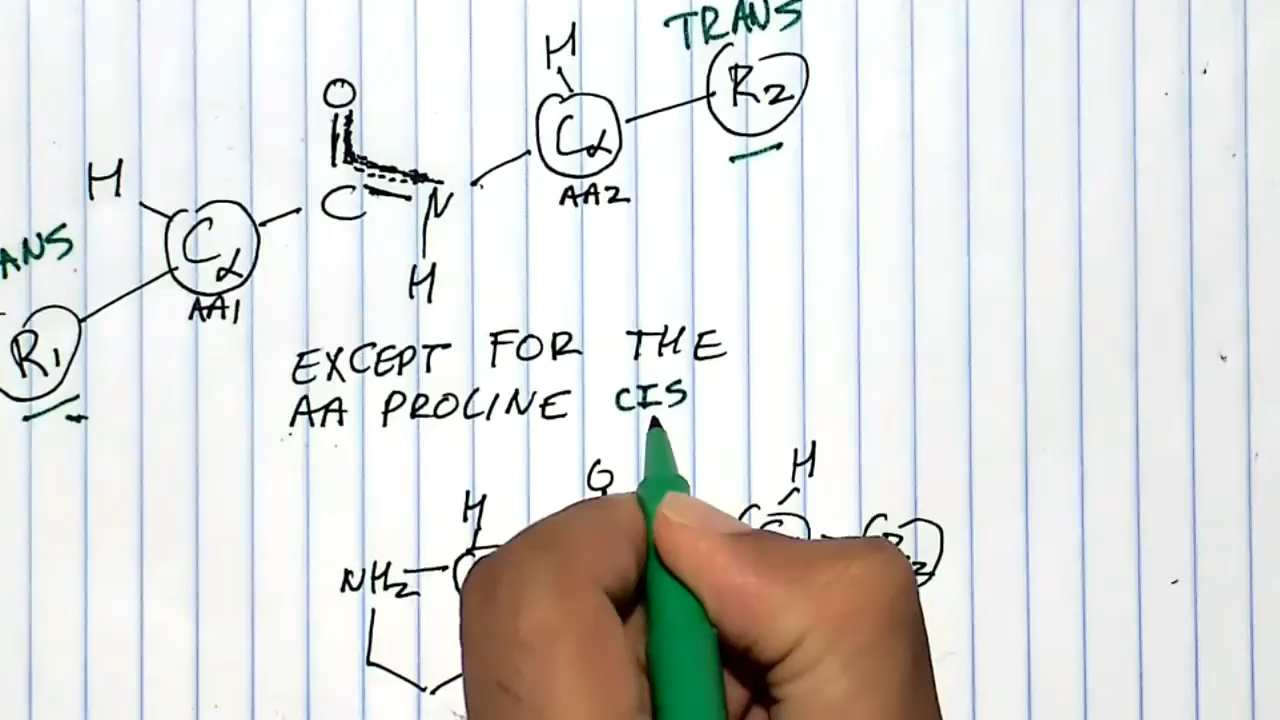 TRANS
H
R2
O
Cα
H
AA2
C N
Cα
ANS
H
AA1
R1
EXCEPT FOR THE
AA PROLINE CIS
H
H
NH2